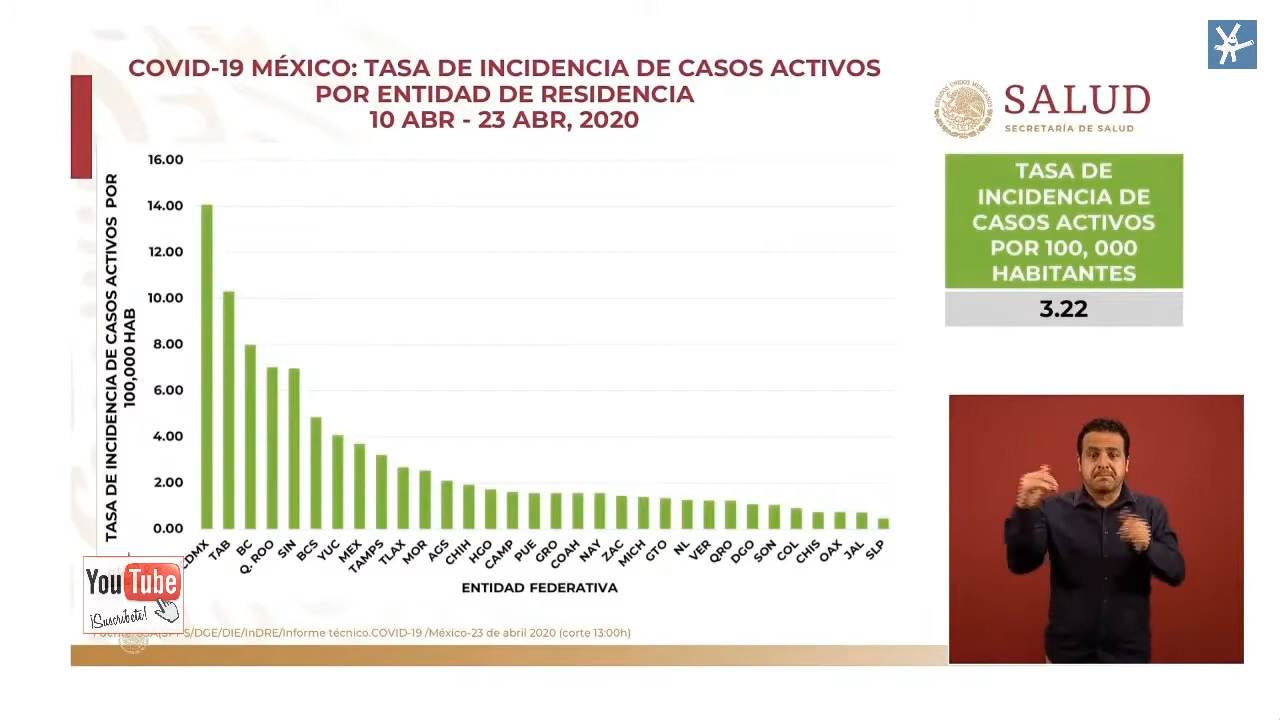 COVID-19 MÉXICO: TASA DE INCIDENCIA DE CASOS ACTIVOS
POR ENTIDAD DE RESIDENCIA
10 ABR - 23 ABR, 2020
SALUD
SECRETARÍA DE SALUD
TASA DE
INCIDENCIA DE
CASOS ACTIVOS
POR 100, 000
HABITANTES
3.22
TASA DE INCIDENCIA DE CASOS ACTIVOS POR
100,000 HAB
16.00
14.00
12.00
10.00
8.00
6.00
4.00
2.00
0.00
CDMX
TAB
BC
Q. ROO
SIN
BCS
YUC
MEX
TAMPS
TLAX
MOR
AGS
CHIH
HGO
CAMP
PUE
GRO
COAH
NAY
ZAC
MICH
GTO
NL
VER
QRO
DGO
SON
COL
CHIS
OAX
JAL
SLP
ENTIDAD FEDERATIVA
YouTube
¡Suscríbete!
S/DGE/DIE/InDRE/Informe técnico.COVID-19 /México-23 de abril 2020 (corte 13:00h)